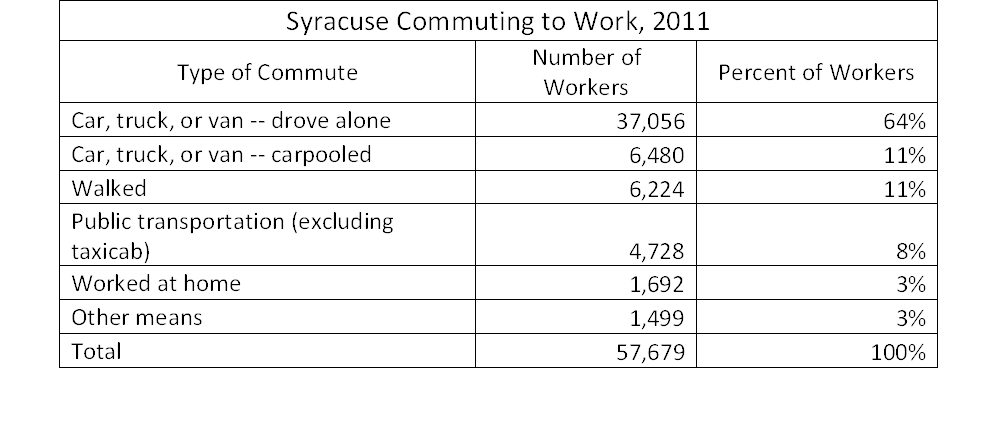 Syracuse Commuting to Work, 2011
Type of Commute Number of Workers Percent of Workers
Car, truck, or van -- drove alone 37,056 64%
Car, truck, or van -- carpooled 6,480 11%
Walked 6,224 11%
Public transportation (excluding
taxicab) 4,728 8%
Worked at home 1,692 3%
Other means 1,499 3%
Total 57,679 100%